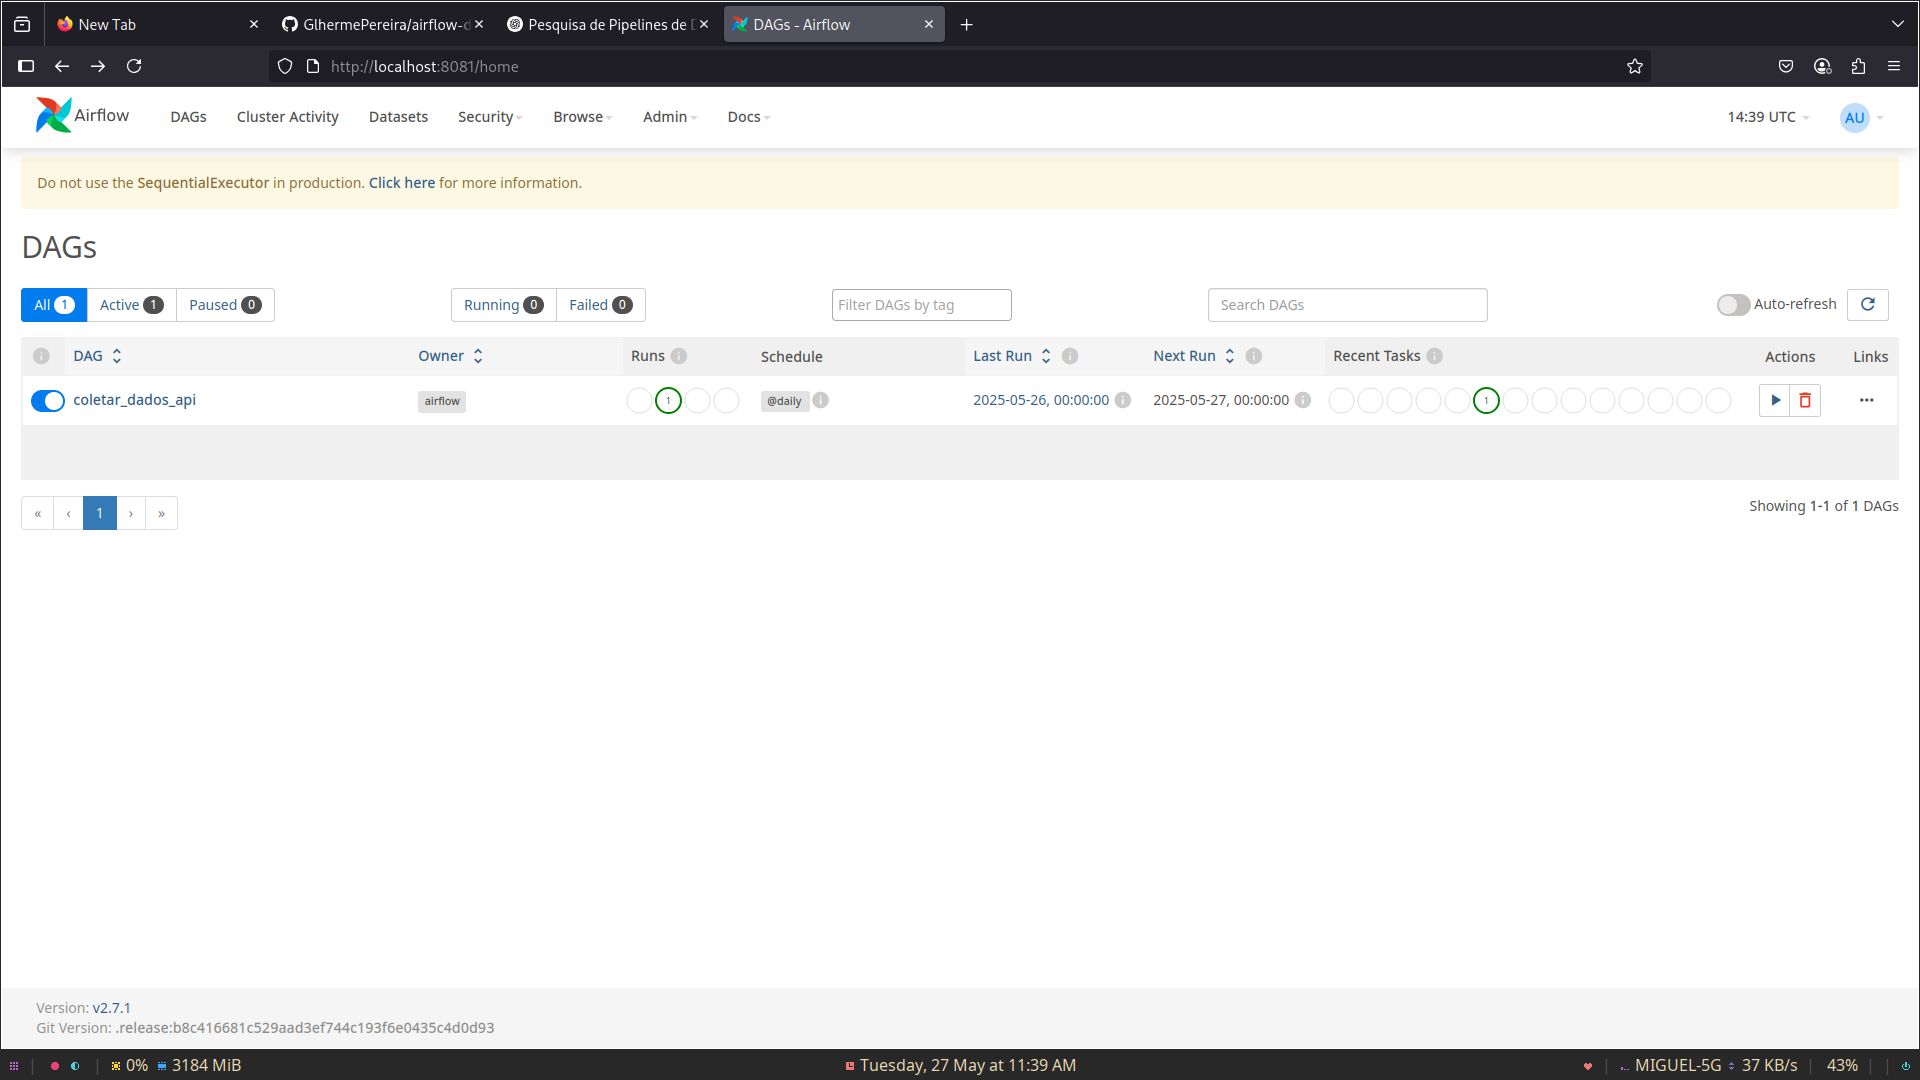 New Tab
GlhermePereira/airflow-d
Pesquisa de Pipelines de D
DAGs - Airflow
http://localhost:8081/home
Airflow
DAGs
Cluster Activity
Datasets
Security
Browse
Admin
Docs
14:39 UTC
AU
Do not use the SequentialExecutor in production. Click here for more information.
DAGs
All 1
Active 1
Paused 0
Running 0
Failed 0
Filter DAGs by tag
Search DAGs
Auto-refresh
DAG
Owner
Runs
Schedule
Last Run
Next Run
Recent Tasks
Actions
Links
coletar_dados_api
airflow
1
@daily
2025-05-26, 00:00:00
2025-05-27, 00:00:00
1
« ‹ 1 › »
Showing 1-1 of 1 DAGs
Version: v2.7.1
Git Version: .release:b8c416681c529aad3ef744c193f6e0435c4d0d93
0%
3184 MiB
Tuesday, 27 May at 11:39 AM
MIGUEL-5G
37 KB/s
43%